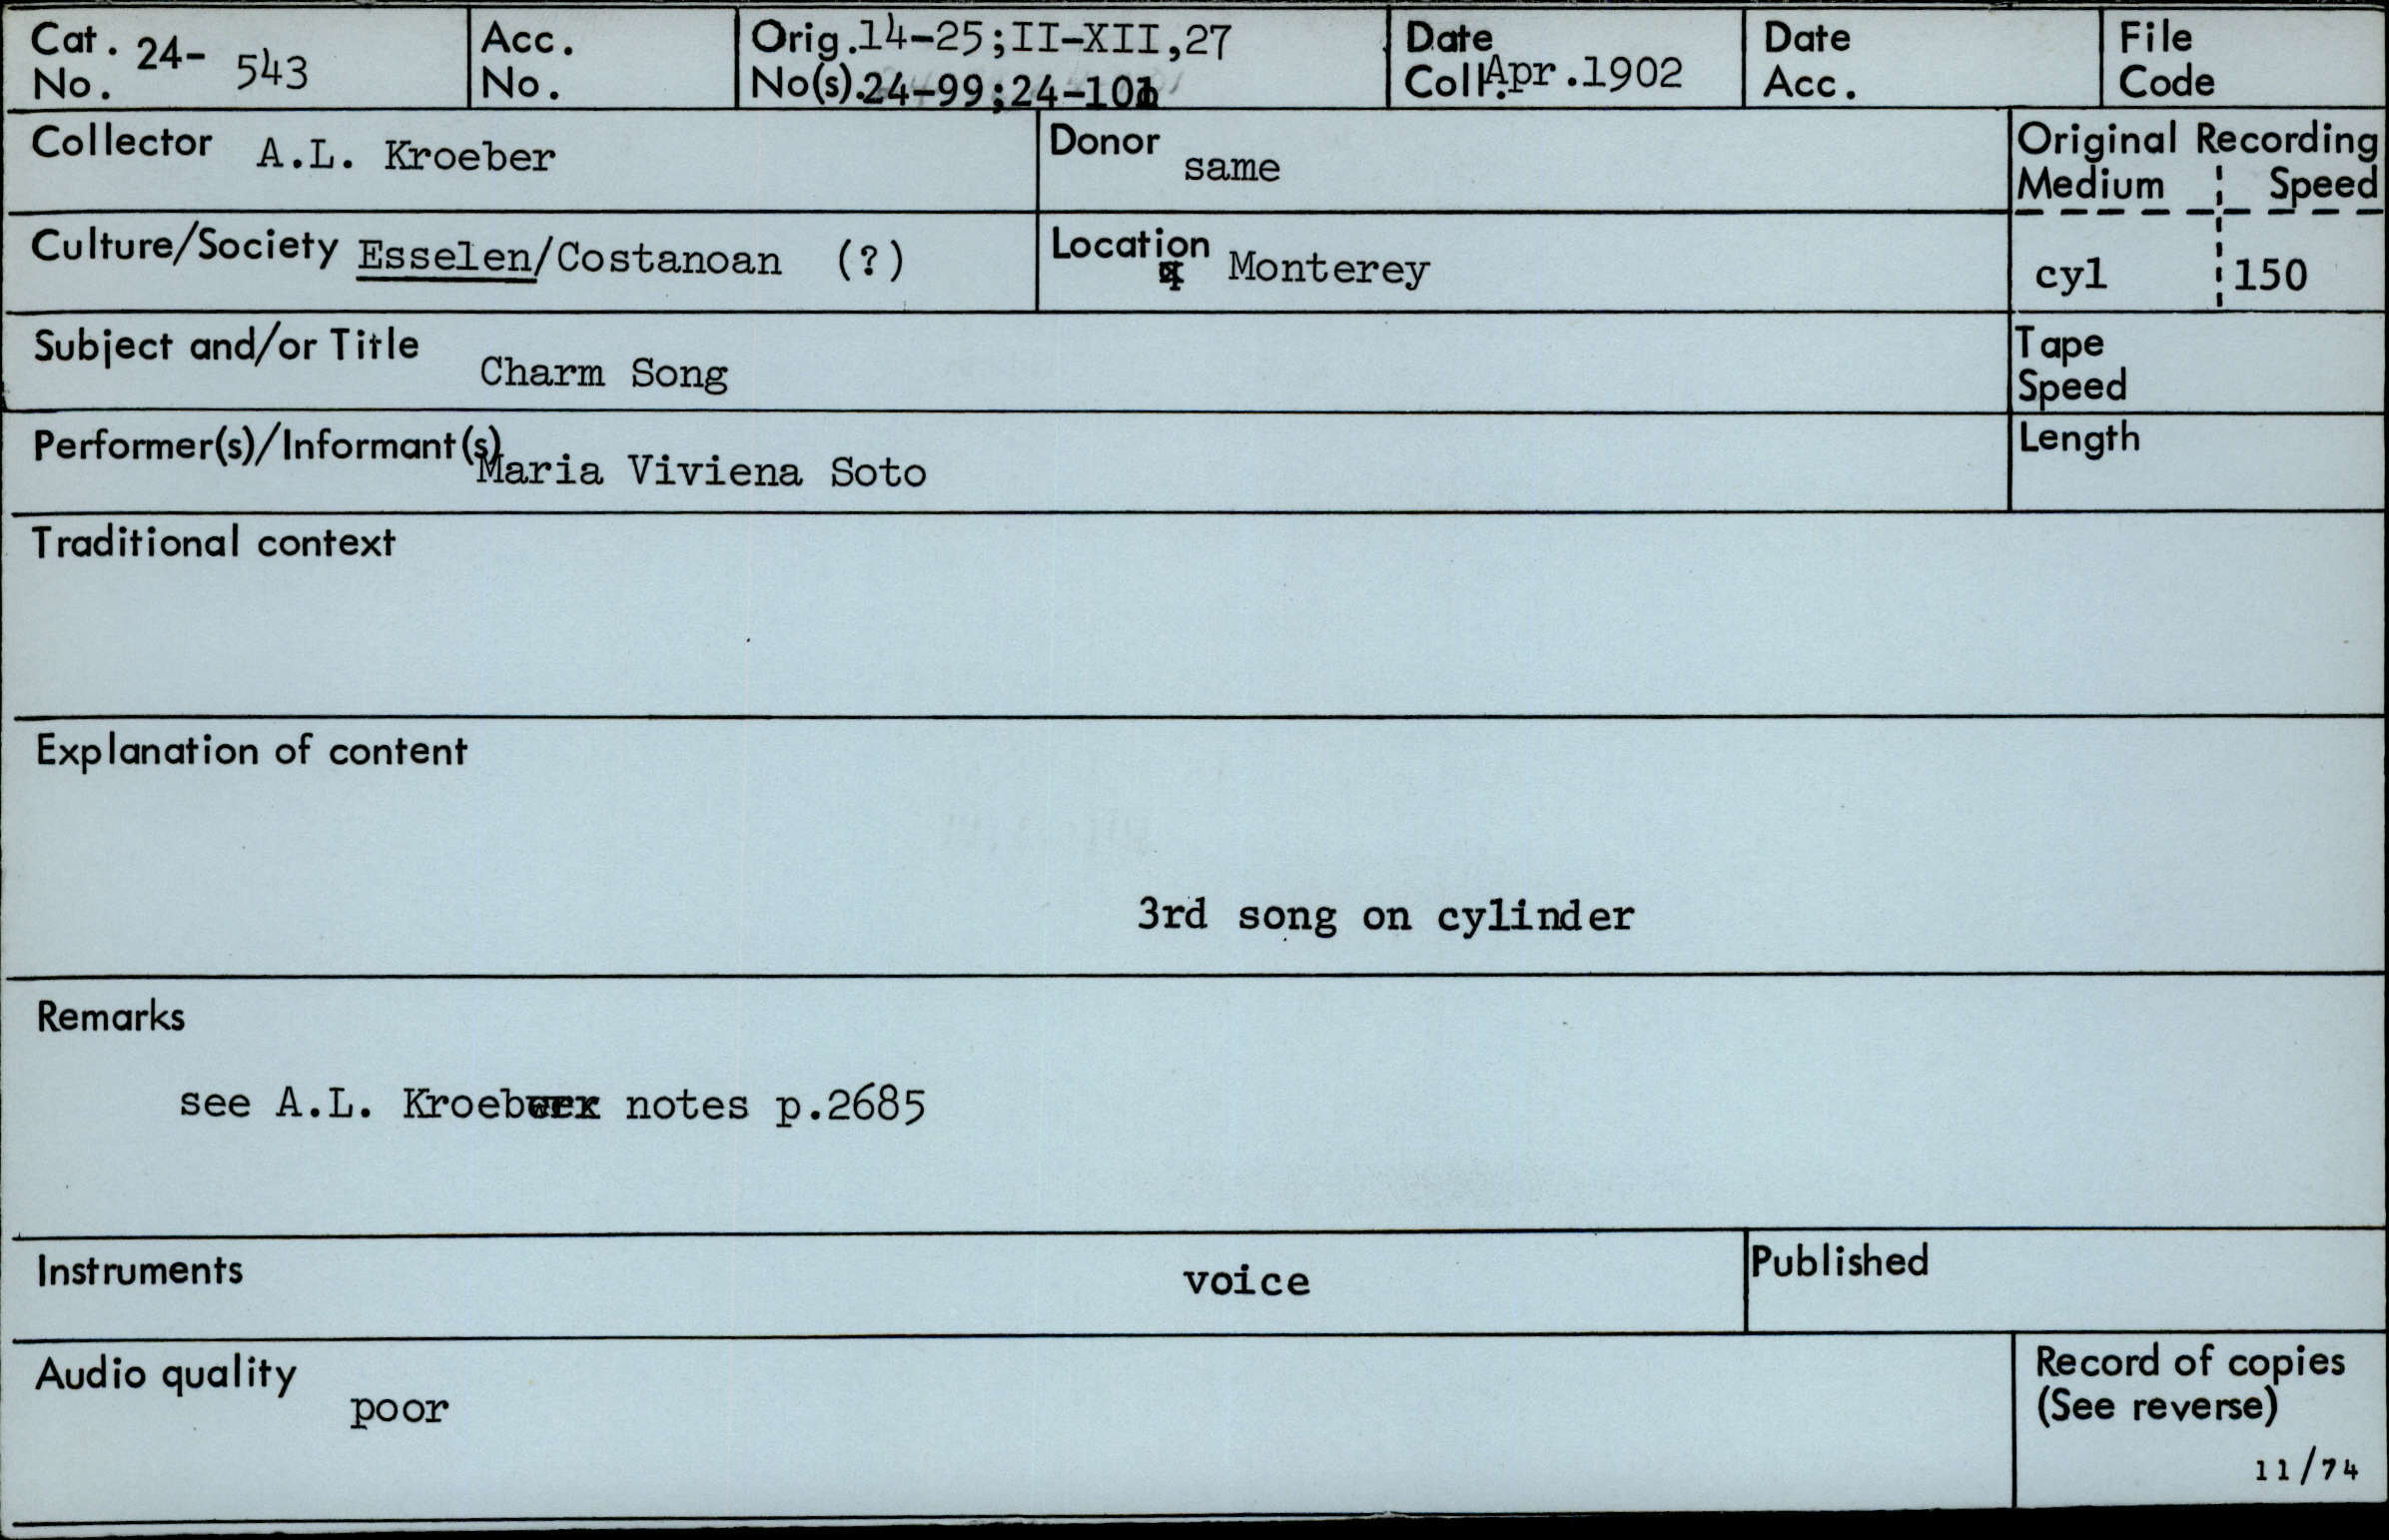 Cat. No. 24- 543
Acc. No.
Orig. No(s). 14-25;II-XII,27
24-99;24-101
Date Coll. Apr.1902
Date Acc.
File Code
Collector A.L. Kroeber
Donor same
Original Recording
Medium Speed
cyl 150
Culture/Society Esselen/Costanoan (?)
Location Monterey
Subject and/or Title Charm Song
Tape Speed
Performer(s)/Informant(s) Maria Viviena Soto
Length
Traditional context
Explanation of content
3rd song on cylinder
Remarks
see A.L. Kroeber notes p.2685
Instruments voice
Published
Audio quality poor
Record of copies
(See reverse)
11/74